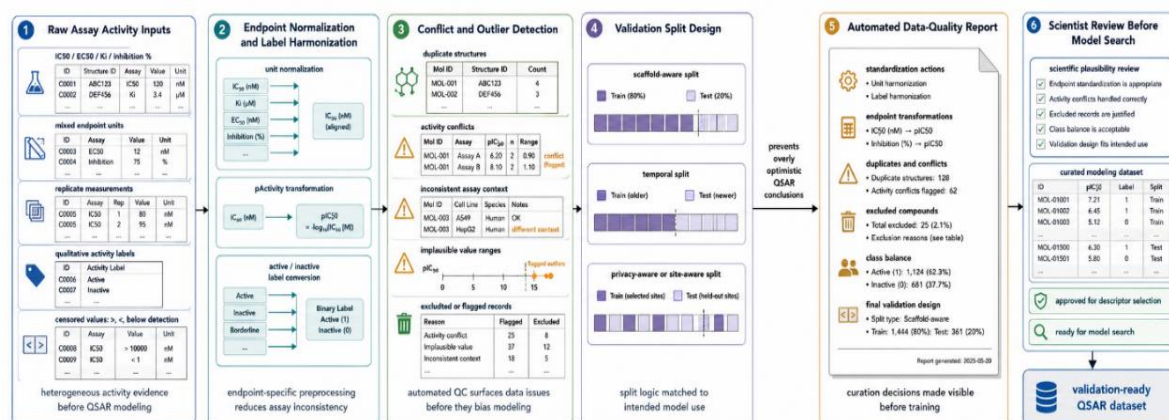 1 Raw Assay Activity Inputs
IC50 / EC50 / Ki / inhibition %
ID Structure ID Assay Value Unit
C0001 ABC123 IC50 120 nM
C0002 DEF456 Ki 3.4 μM
... ... ... ... ...
mixed endpoint units
ID Assay Value Unit
C0003 EC50 12 nM
C0004 Inhibition 75 %
... ... ... ...
replicate measurements
ID Assay Rep Value Unit
C0005 IC50 1 80 nM
C0005 IC50 2 95 nM
... ... ... ... ...
qualitative activity labels
ID Activity Label
C0006 Active
C0007 Inactive
... ...
censored values: >, <, below detection
ID Assay Value Unit
C0008 IC50 > 10000 nM
C0009 IC50 < 1 nM
... ... ... ...
heterogeneous activity evidence
before QSAR modeling
2 Endpoint Normalization
and Label Harmonization
unit normalization
IC50 (nM)
Ki (μM)
EC50 (nM)
Inhibition (%)
...
IC50 (nM)
(aligned)
pActivity transformation
IC50 (nM)
pIC50
= -log10(IC50 [M])
active / inactive
label conversion
Active
Inactive
Borderline
...
Binary Label
Active (1)
Inactive (0)
endpoint-specific preprocessing
reduces assay inconsistency
3 Conflict and Outlier Detection
duplicate structures
Mol ID Structure ID Count
MOL-001 ABC123 4
MOL-002 DEF456 3
... ... ...
activity conflicts
Mol ID Assay pIC50 n Range
MOL-001 Assay A 6.20 2 0.90
MOL-001 Assay B 8.10 2 1.10
conflict
(flagged)
inconsistent assay context
Mol ID Cell Line Species Notes
MOL-003 A549 Human OK
MOL-003 HepG2 Human different context
implausible value ranges
flagged outliers
pIC50
0 5 10 15
excludted or flagged records
Reason Flagged Excluded
Activity conflict 25 8
Implausible value 37 12
Inconsistent context 18 5
... ... ...
automated QC surfaces data issues
before they bias modeling
4 Validation Split Design
scaffold-aware split
Train (80%) Test (20%)
temporal split
Train (older) Test (newer)
privacy-aware or site-aware split
Train (selected sites) Test (held-out sites)
split logic matched to
intended model use
prevents
overly
optimistic
QSAR
conclusions
5 Automated Data-Quality Report
standardization actions
• Unit harmonization
• Label harmonization
endpoint transformations
• IC50 (nM) → pIC50
• Inhibition (%) → pIC50
duplicates and conflicts
• Duplicate structures: 128
• Activity conflicts flagged: 62
excluded compounds
• Total excluded: 25 (2.1%)
• Exclusion reasons (see table)
class balance
• Active (1): 1,124 (62.3%)
• Inactive (0): 681 (37.7%)
final validation design
• Split type: Scaffold-aware
• Train: 1,444 (80%): Test: 361 (20%)
Report generated: 2025-05-20
curation decisions made visible
before training
6 Scientist Review Before
Model Search
scientific plausibility review
Endpoint standardization is appropriate
Activity conflicts handled correctly
Excluded records are justified
Class balance is acceptable
Validation design fits intended use
curated modeling dataset
ID pIC50 Label Split
MOL-01001 7.21 1 Train
MOL-01002 6.45 1 Train
MOL-01003 5.12 0 Train
... ... ... ...
MOL-01500 6.30 1 Test
MOL-01501 5.80 0 Test
... ... ... ...
approved for descriptor selection
ready for model search
validation-ready
QSAR dataset